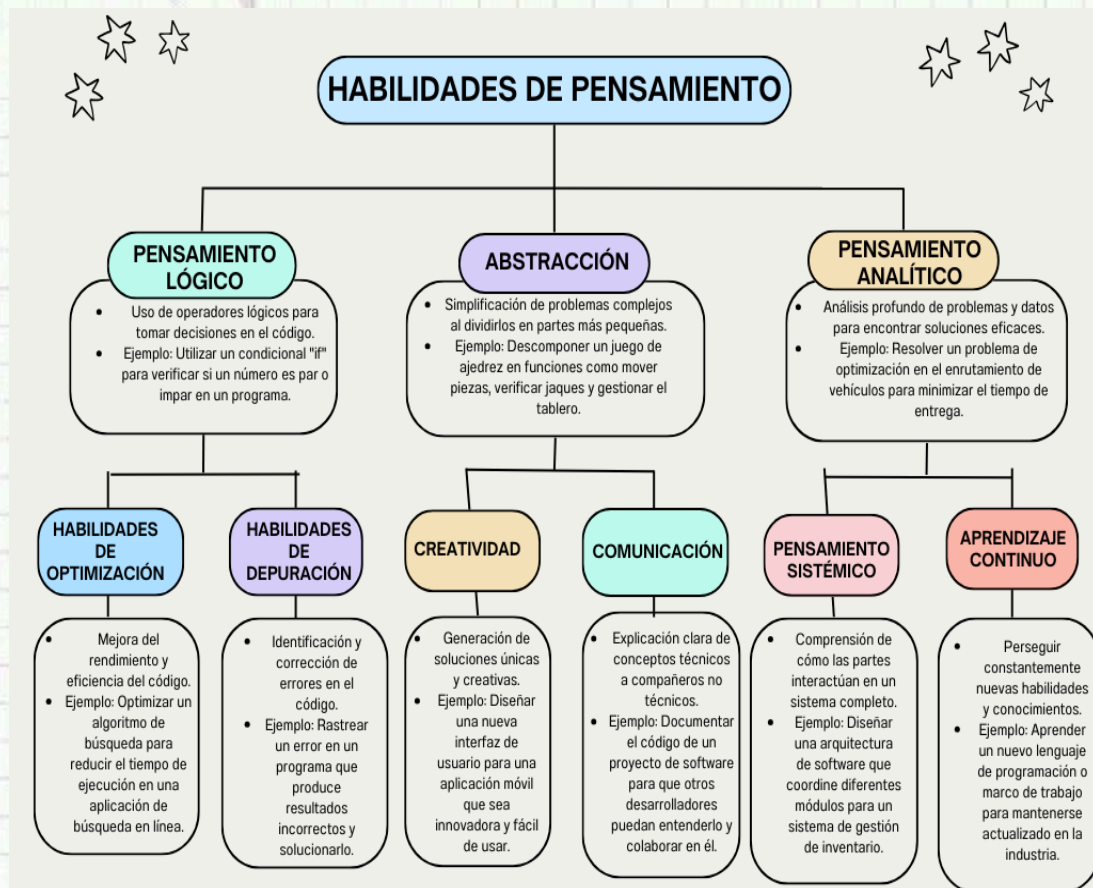 HABILIDADES DE PENSAMIENTO
PENSAMIENTO
LÓGICO
• Uso de operadores lógicos para
tomar decisiones en el código.
• Ejemplo: Utilizar un condicional "if"
para verificar si un número es par o
impar en un programa.
ABSTRACCIÓN
• Simplificación de problemas complejos
al dividirlos en partes más pequeñas.
• Ejemplo: Descomponer un juego de
ajedrez en funciones como mover
piezas, verificar jaques y gestionar el
tablero.
PENSAMIENTO
ANALÍTICO
• Análisis profundo de problemas y datos
para encontrar soluciones eficaces.
• Ejemplo: Resolver un problema de
optimización en el enrutamiento de
vehículos para minimizar el tiempo de
entrega.
HABILIDADES
DE
OPTIMIZACIÓN
• Mejora del
rendimiento y
eficiencia del código.
• Ejemplo: Optimizar un
algoritmo de
búsqueda para
reducir el tiempo de
ejecución en una
aplicación de
búsqueda en línea.
HABILIDADES
DE
DEPURACIÓN
• Identificación y
corrección de
errores en el
código.
• Ejemplo: Rastrear
un error en un
programa que
produce
resultados
incorrectos y
solucionarlo.
CREATIVIDAD
• Generación de
soluciones únicas
y creativas.
• Ejemplo: Diseñar
una nueva
interfaz de
usuario para una
aplicación móvil
que sea
innovadora y fácil
de usar.
COMUNICACIÓN
• Explicación clara de
conceptos técnicos
a compañeros no
técnicos.
• Ejemplo: Documentar
el código de un
proyecto de software
para que otros
desarrolladores
puedan entenderlo y
colaborar en él.
PENSAMIENTO
SISTÉMICO
• Comprensión de
cómo las partes
interactúan en un
sistema completo.
• Ejemplo: Diseñar
una arquitectura
de software que
coordine diferentes
módulos para un
sistema de gestión
de inventario.
APRENDIZAJE
CONTINUO
• Perseguir
constantemente
nuevas habilidades
y conocimientos.
• Ejemplo: Aprender
un nuevo lenguaje
de programación o
marco de trabajo
para mantenerse
actualizado en la
industria.